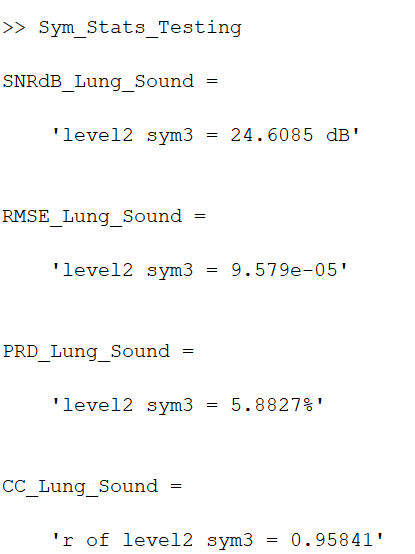 >> Sym_Stats_Testing
SNRdB_Lung_Sound =
'level2 sym3 = 24.6085 dB'
RMSE_Lung_Sound =
'level2 sym3 = 9.579e-05'
PRD_Lung_Sound =
'level2 sym3 = 5.8827%'
CC_Lung_Sound =
'r of level2 sym3 = 0.95841'